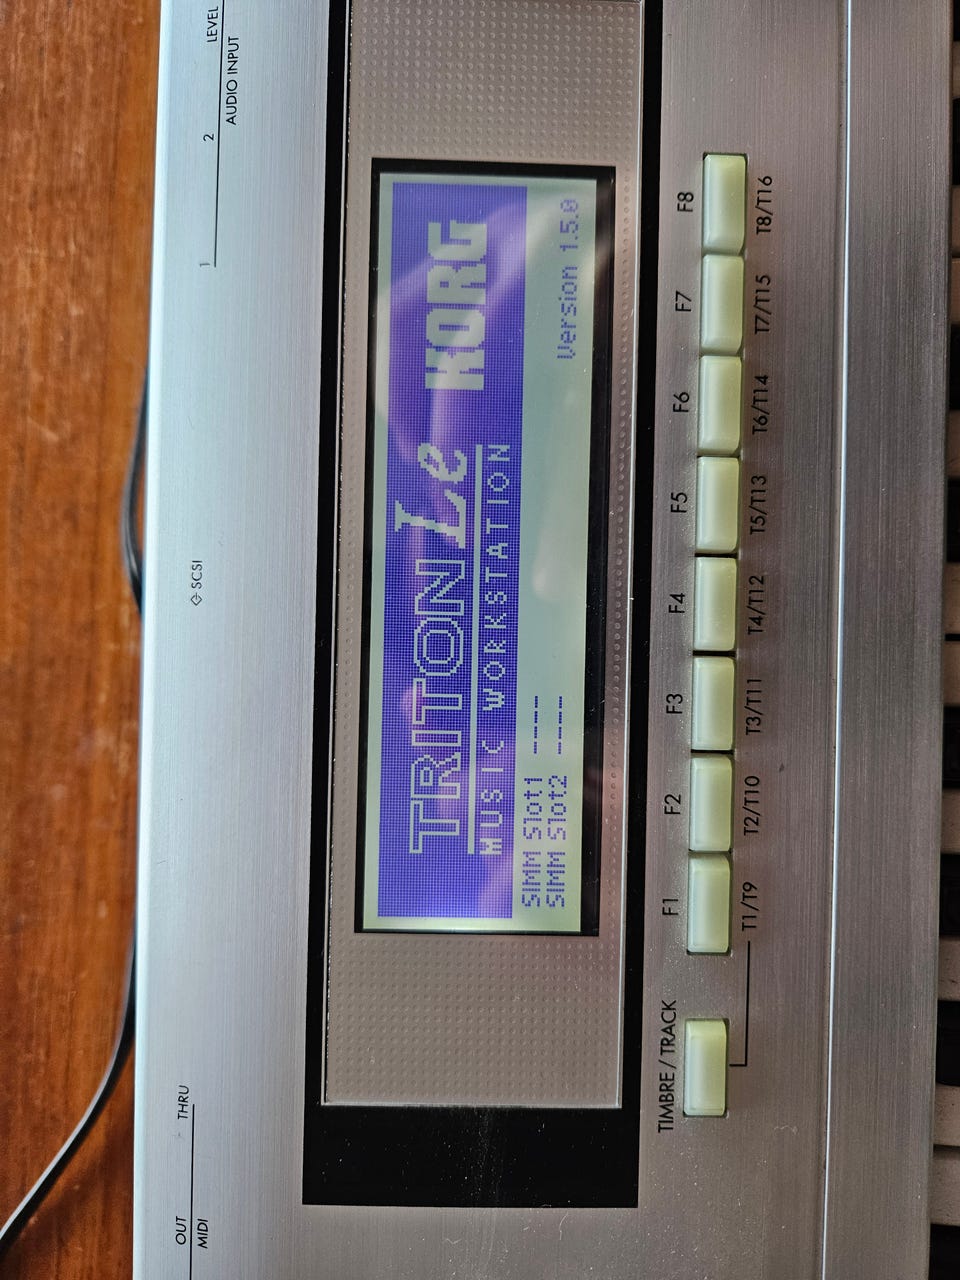 OUT THRU
MIDI
SCSI
1 2 LEVEL
AUDIO INPUT
TRITON Le KORG
MUSIC WORKSTATION
SIMM Slot1 ----
SIMM Slot2 ---- Version 1.5.0
TIMBRE / TRACK F1 F2 F3 F4 F5 F6 F7 F8
T1/T9 T2/T10 T3/T11 T4/T12 T5/T13 T6/T14 T7/T15 T8/T16